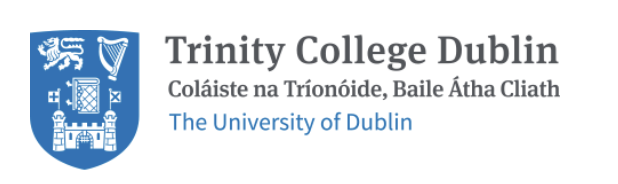 Trinity College Dublin
Coláiste na Tríonóide, Baile Átha Cliath
The University of Dublin